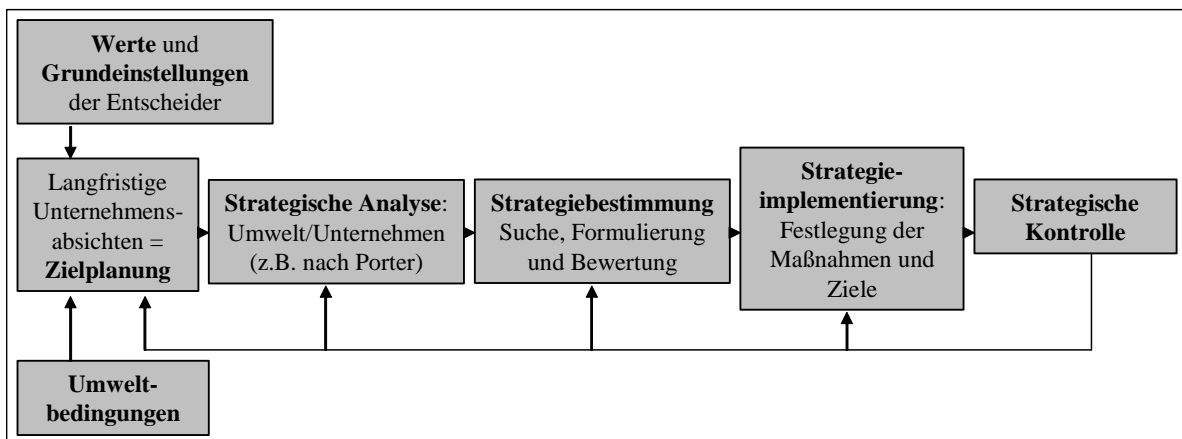 Werte und
Grundeinstellungen
der Entscheider
Langfristige
Unternehmens-
absichten =
Zielplanung
Strategische Analyse:
Umwelt/Unternehmen
(z.B. nach Porter)
Strategiebestimmung
Suche, Formulierung
und Bewertung
Strategie-
implementierung:
Festlegung der
Maßnahmen und
Ziele
Strategische
Kontrolle
Umwelt-
bedingungen